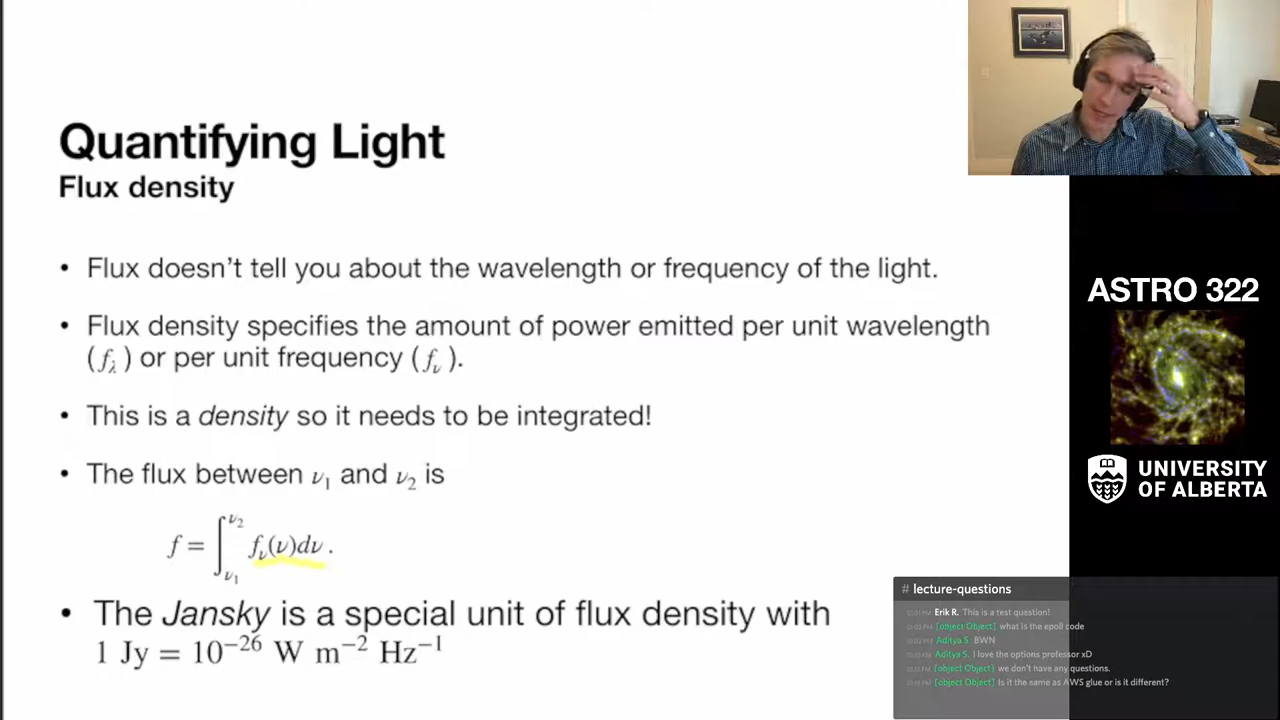 Quantifying Light
Flux density
• Flux doesn't tell you about the wavelength or frequency of the light.
• Flux density specifies the amount of power emitted per unit wavelength
(f_λ) or per unit frequency (f_ν).
• This is a density so it needs to be integrated!
• The flux between ν₁ and ν₂ is
f = ∫_{ν₁}^{ν₂} f_ν(ν)dν.
• The Jansky is a special unit of flux density with
1 Jy = 10⁻²⁶ W m⁻² Hz⁻¹
ASTRO 322
UNIVERSITY
OF ALBERTA
# lecture-questions
Erik R. This is a test question!
[object Object] what is the epoll code
Aditya S. BWN
Aditya S. I love the options professor xD
[object Object] we don't have any questions.
[object Object] Is it the same as AWS glue or is it different?